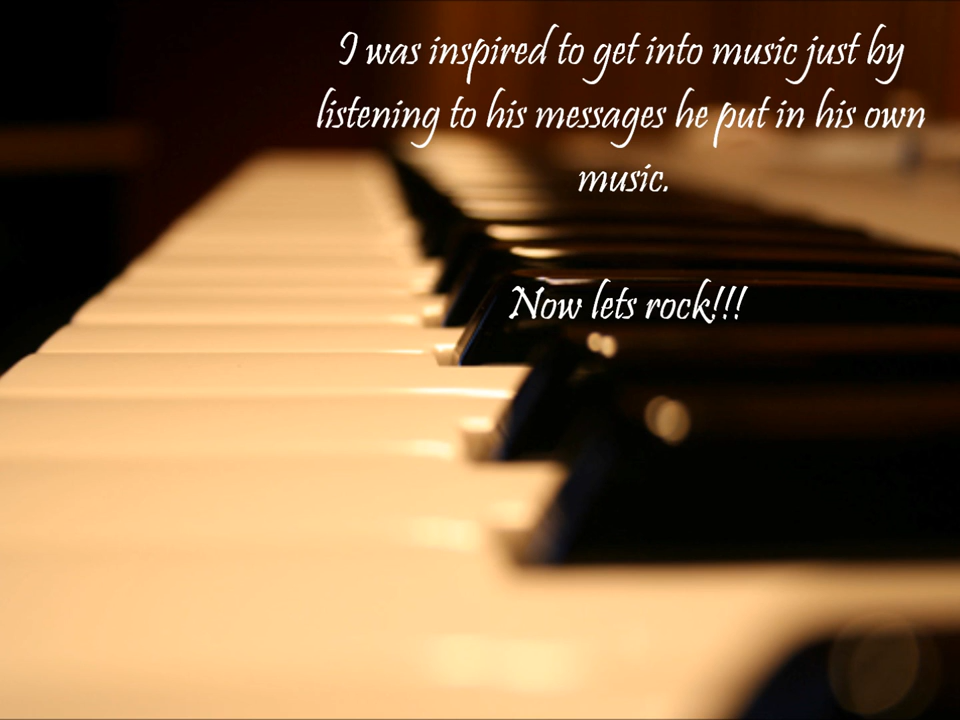 I was inspired to get into music just by
listening to his messages he put in his own
music.
Now lets rock!!!